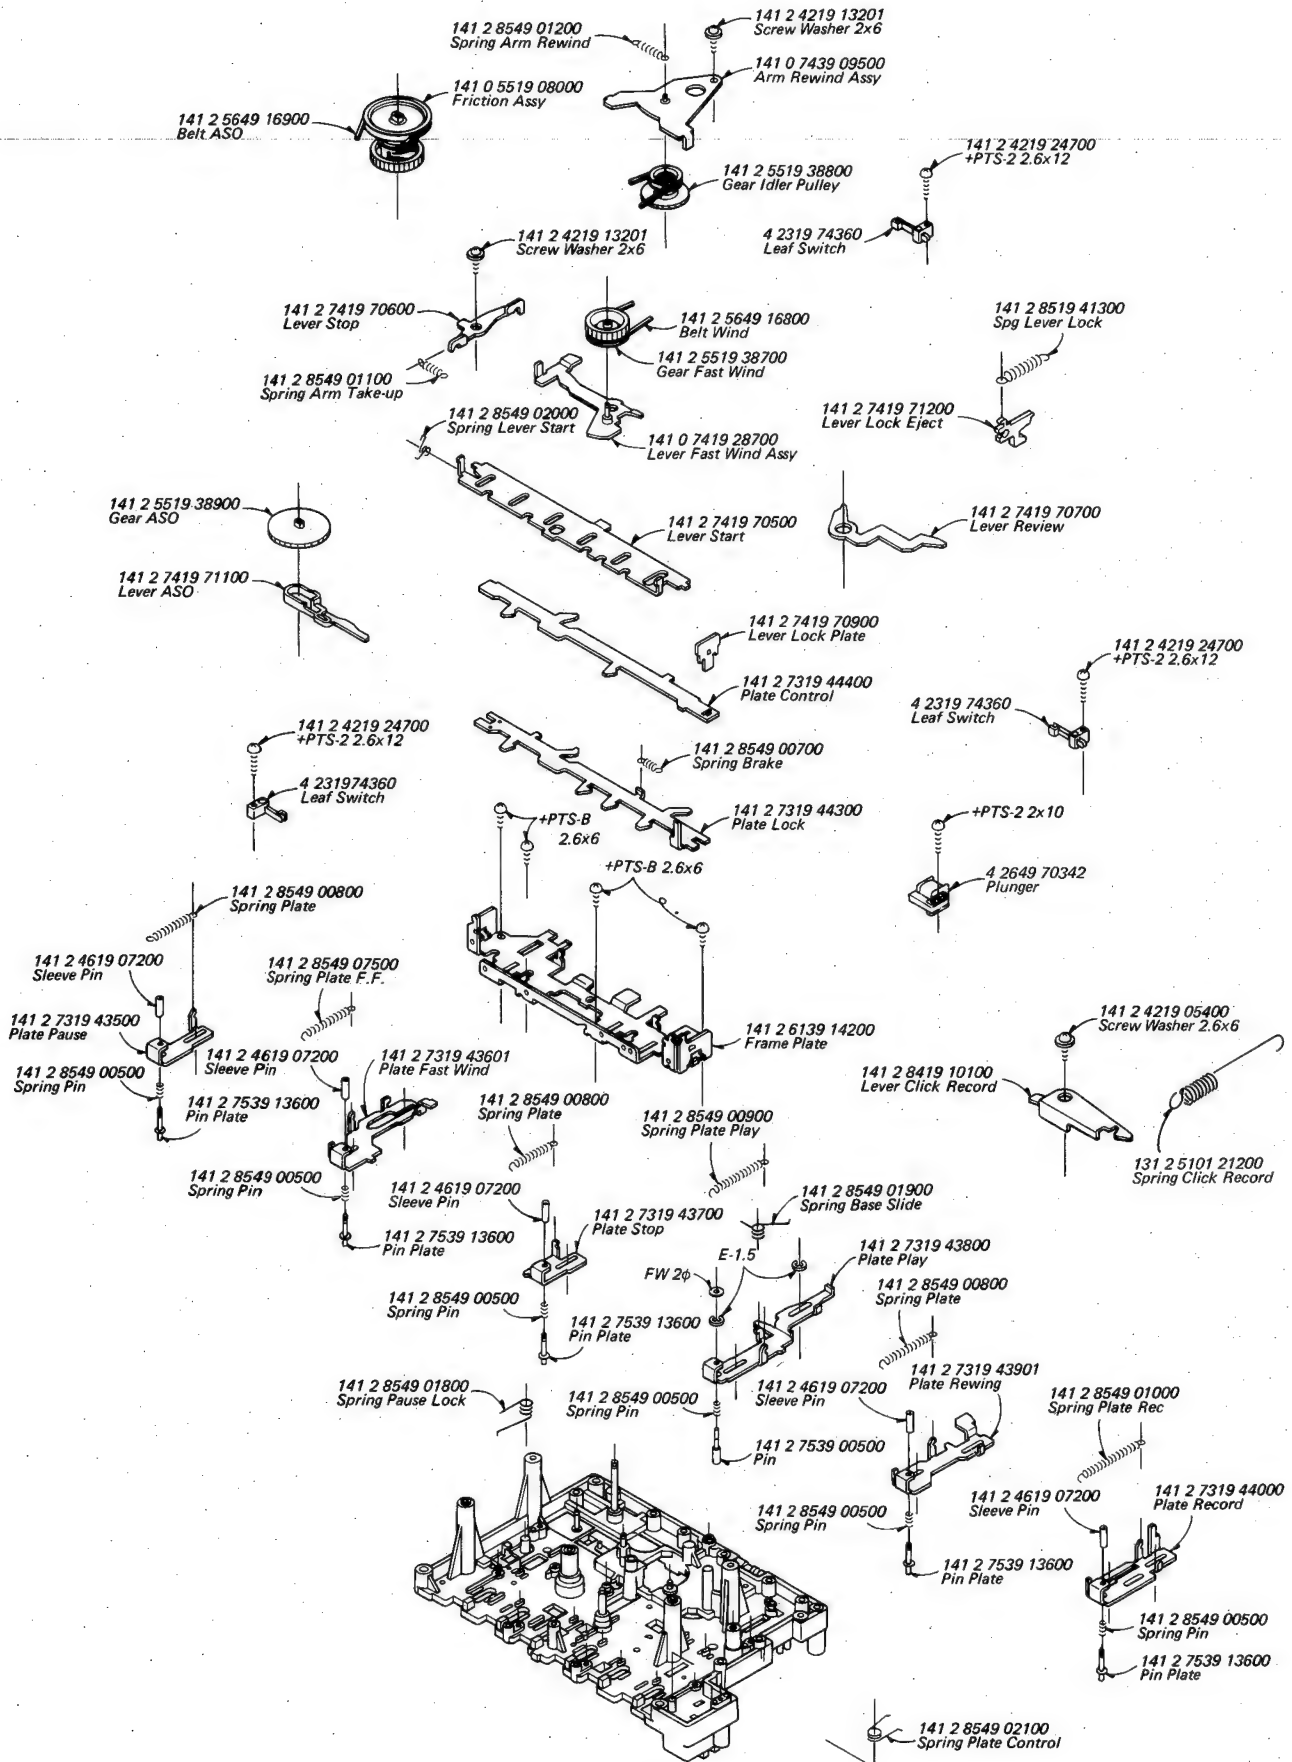 141 2 8549 01200
Spring Arm Rewind
141 2 4219 13201
Screw Washer 2x6
141 0 7439 09500
Arm Rewind Assy
141 0 5519 08000
Friction Assy
141 2 5649 16900
Belt ASO
141 2 4219 24700
+PTS-2 2.6x12
141 2 5519 38800
Gear Idler Pulley
4 2319 74360
Leaf Switch
141 2 4219 13201
Screw Washer 2x6
141 2 7419 70600
Lever Stop
141 2 5649 16800
Belt Wind
141 2 8519 41300
Spg Lever Lock
141 2 5519 38700
Gear Fast Wind
141 2 8549 01100
Spring Arm Take-up
141 2 8549 02000
Spring Lever Start
141 2 7419 71200
Lever Lock Eject
141 0 7419 28700
Lever Fast Wind Assy
141 2 5519 38900
Gear ASO
141 2 7419 70500
Lever Start
141 2 7419 70700
Lever Review
141 2 7419 71100
Lever ASO
141 2 7419 70900
Lever Lock Plate
141 2 4219 24700
+PTS-2 2.6x12
141 2 7319 44400
Plate Control
4 2319 74360
Leaf Switch
141 2 4219 24700
+PTS-2 2.6x12
141 2 8549 00700
Spring Brake
4 231974360
Leaf Switch
141 2 7319 44300
Plate Lock
+PTS-B
2.6x6
+PTS-2 2x10
+PTS-B 2.6x6
4 2649 70342
Plunger
141 2 8549 00800
Spring Plate
141 2 4619 07200
Sleeve Pin
141 2 8549 07500
Spring Plate F.F.
141 2 7319 43500
Plate Pause
141 2 4219 05400
Screw Washer 2.6x6
141 2 6139 14200
Frame Plate
141 2 4619 07200
Sleeve Pin
141 2 7319 43601
Plate Fast Wind
141 2 8549 00500
Spring Pin
141 2 8419 10100
Lever Click Record
141 2 7539 13600
Pin Plate
141 2 8549 00800
Spring Plate
141 2 8549 00900
Spring Plate Play
131 2 5101 21200
Spring Click Record
141 2 8549 00500
Spring Pin
141 2 4619 07200
Sleeve Pin
141 2 8549 01900
Spring Base Slide
141 2 7319 43700
Plate Stop
141 2 7539 13600
Pin Plate
E-1.5
141 2 7319 43800
Plate Play
FW 2φ
141 2 8549 00800
Spring Plate
141 2 8549 00500
Spring Pin
141 2 7539 13600
Pin Plate
141 2 7319 43901
Plate Rewing
141 2 8549 01800
Spring Pause Lock
141 2 8549 00500
Spring Pin
141 2 4619 07200
Sleeve Pin
141 2 8549 01000
Spring Plate Rec
141 2 7539 00500
Pin
141 2 4619 07200
Sleeve Pin
141 2 7319 44000
Plate Record
141 2 8549 00500
Spring Pin
141 2 7539 13600
Pin Plate
141 2 8549 00500
Spring Pin
141 2 7539 13600
Pin Plate
141 2 8549 02100
Spring Plate Control